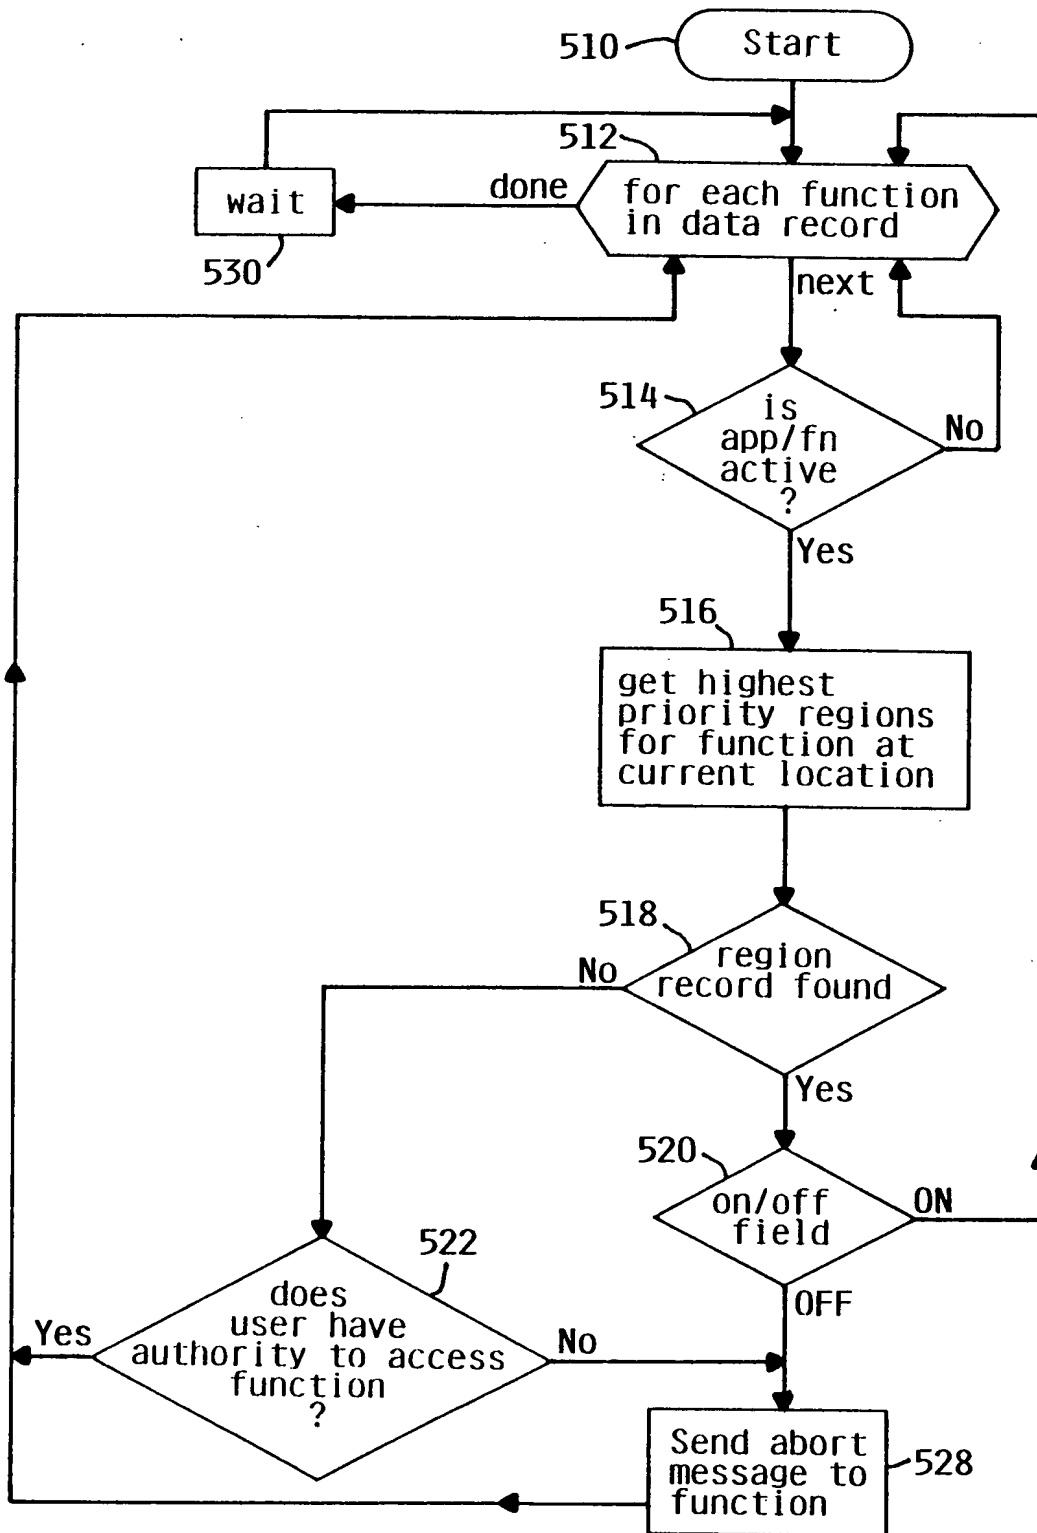 510
Start
512
for each function
in data record
done
wait
530
next
514
is
app/fn
active
?
No
Yes
516
get highest
priority regions
for function at
current location
518
region
record found
No
Yes
520
on/off
field
ON
OFF
522
does
user have
authority to access
function
?
Yes
No
Send abort
message to
function
528